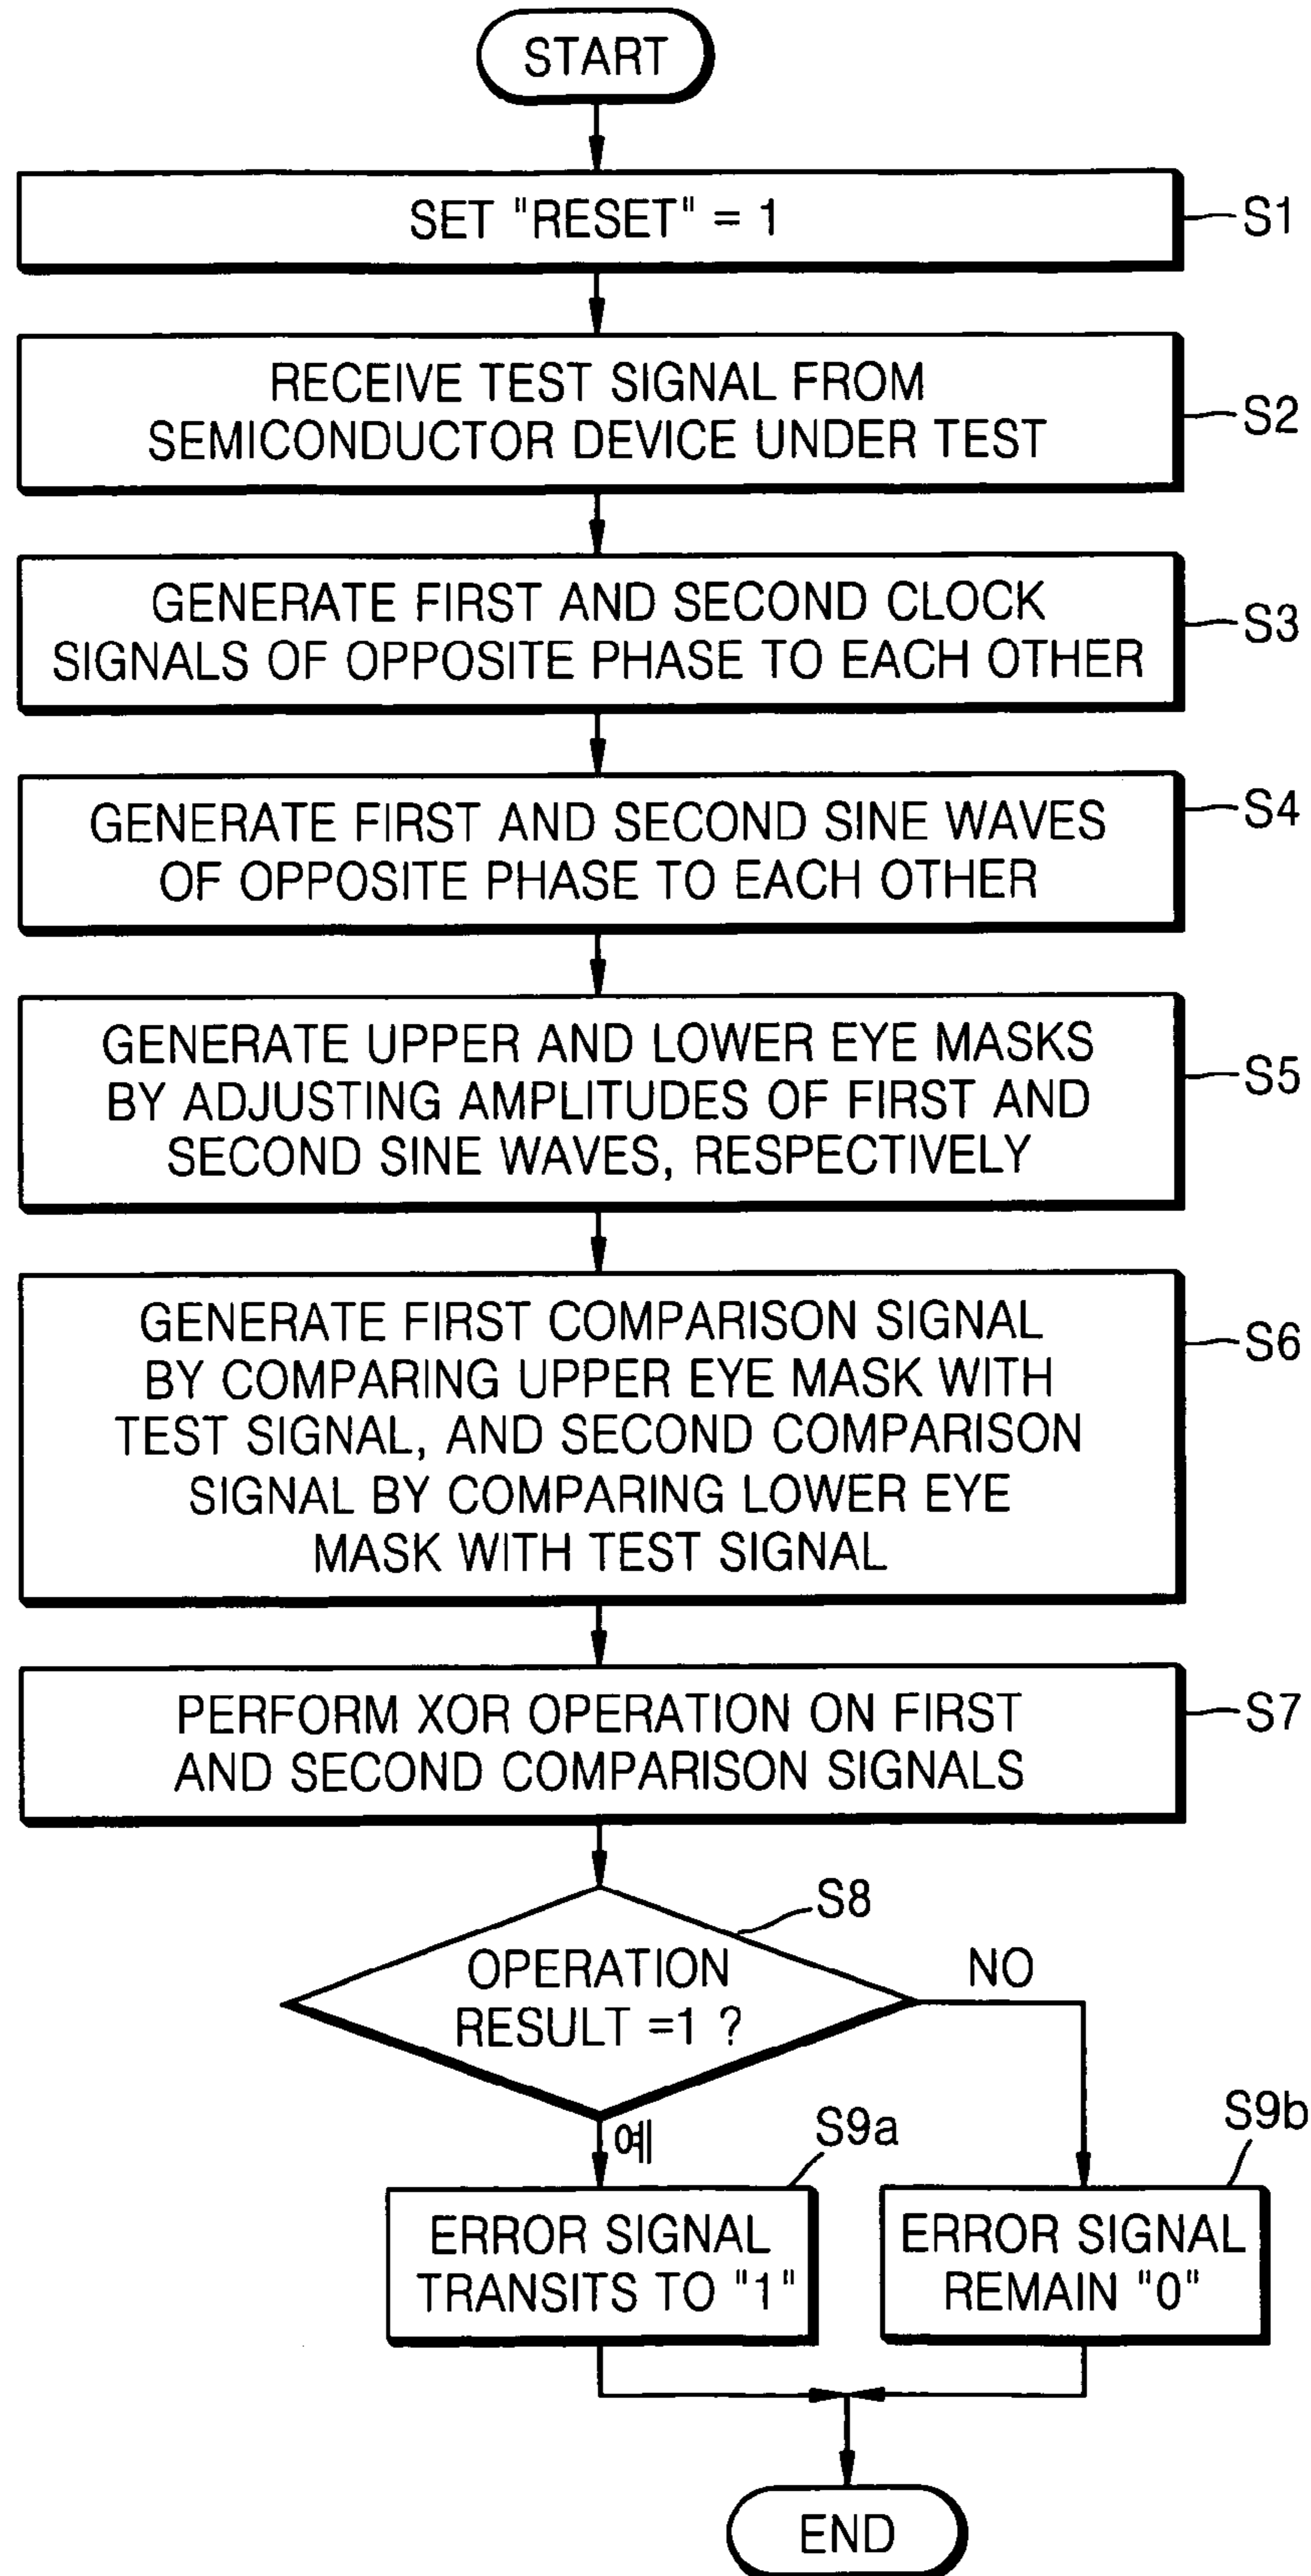 START
SET "RESET" = 1
S1
RECEIVE TEST SIGNAL FROM
SEMICONDUCTOR DEVICE UNDER TEST
S2
GENERATE FIRST AND SECOND CLOCK
SIGNALS OF OPPOSITE PHASE TO EACH OTHER
S3
GENERATE FIRST AND SECOND SINE WAVES
OF OPPOSITE PHASE TO EACH OTHER
S4
GENERATE UPPER AND LOWER EYE MASKS
BY ADJUSTING AMPLITUDES OF FIRST AND
SECOND SINE WAVES, RESPECTIVELY
S5
GENERATE FIRST COMPARISON SIGNAL
BY COMPARING UPPER EYE MASK WITH
TEST SIGNAL, AND SECOND COMPARISON
SIGNAL BY COMPARING LOWER EYE
MASK WITH TEST SIGNAL
S6
PERFORM XOR OPERATION ON FIRST
AND SECOND COMPARISON SIGNALS
S7
S8
OPERATION
RESULT =1 ?
NO
예
S9a
S9b
ERROR SIGNAL
TRANSITS TO "1"
ERROR SIGNAL
REMAIN "0"
END